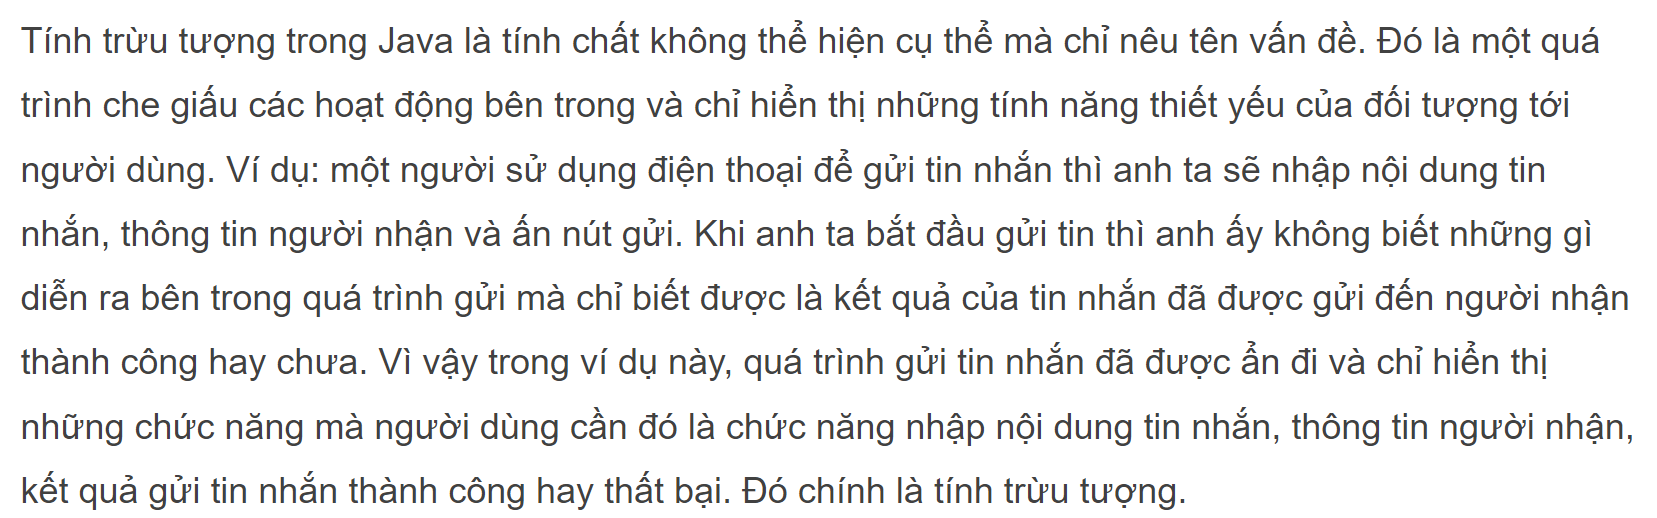 Tính trừu tượng trong Java là tính chất không thể hiện cụ thể mà chỉ nêu tên vấn đề. Đó là một quá
trình che giấu các hoạt động bên trong và chỉ hiển thị những tính năng thiết yếu của đối tượng tới
người dùng. Ví dụ: một người sử dụng điện thoại để gửi tin nhắn thì anh ta sẽ nhập nội dung tin
nhắn, thông tin người nhận và ấn nút gửi. Khi anh ta bắt đầu gửi tin thì anh ấy không biết những gì
diễn ra bên trong quá trình gửi mà chỉ biết được là kết quả của tin nhắn đã được gửi đến người nhận
thành công hay chưa. Vì vậy trong ví dụ này, quá trình gửi tin nhắn đã được ẩn đi và chỉ hiển thị
những chức năng mà người dùng cần đó là chức năng nhập nội dung tin nhắn, thông tin người nhận,
kết quả gửi tin nhắn thành công hay thất bại. Đó chính là tính trừu tượng.